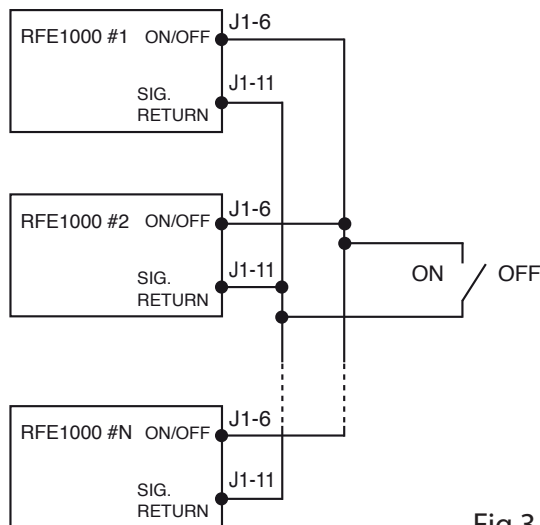 J1-6
RFE1000 #1 ON/OFF
J1-11
SIG.
RETURN
J1-6
RFE1000 #2 ON/OFF
J1-11
SIG.
RETURN
ON OFF
J1-6
RFE1000 #N ON/OFF
J1-11
SIG.
RETURN
Fig 3